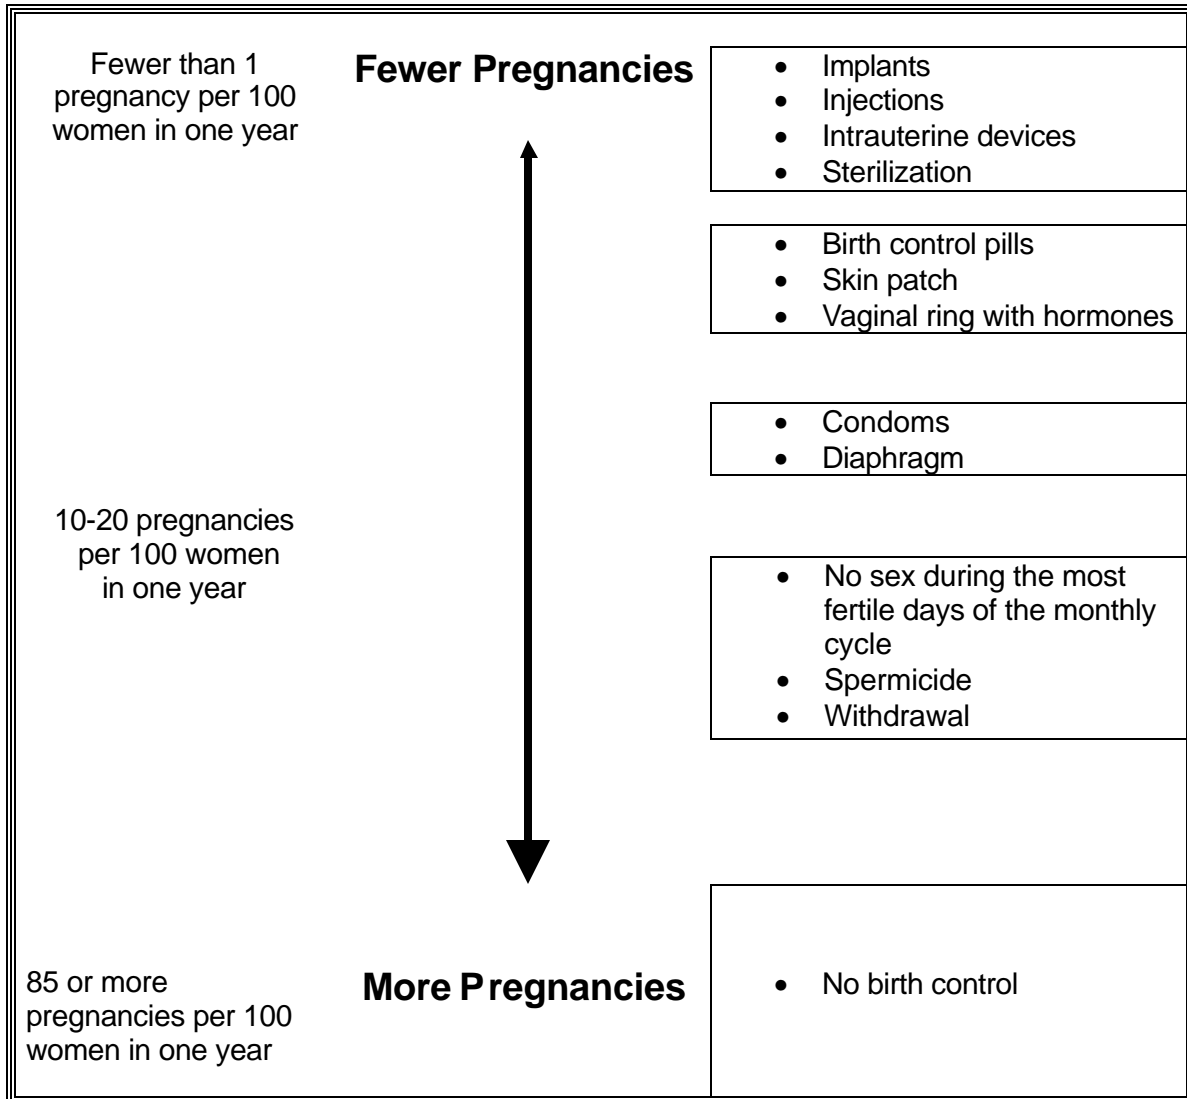 Fewer than 1
pregnancy per 100
women in one year
Fewer Pregnancies
• Implants
• Injections
• Intrauterine devices
• Sterilization
• Birth control pills
• Skin patch
• Vaginal ring with hormones
• Condoms
• Diaphragm
10-20 pregnancies
per 100 women
in one year
• No sex during the most
fertile days of the monthly
cycle
• Spermicide
• Withdrawal
85 or more
pregnancies per 100
women in one year
More Pregnancies
• No birth control